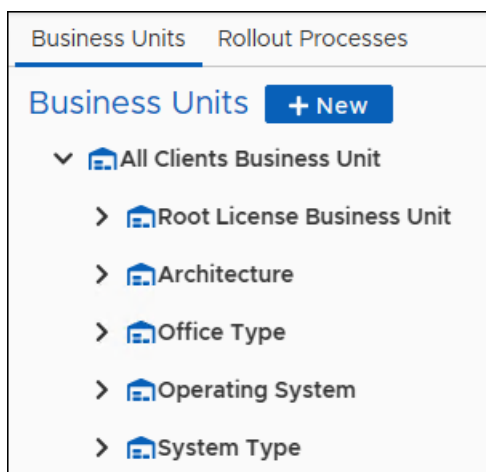 Business Units Rollout Processes
Business Units + New
All Clients Business Unit
Root License Business Unit
Architecture
Office Type
Operating System
System Type